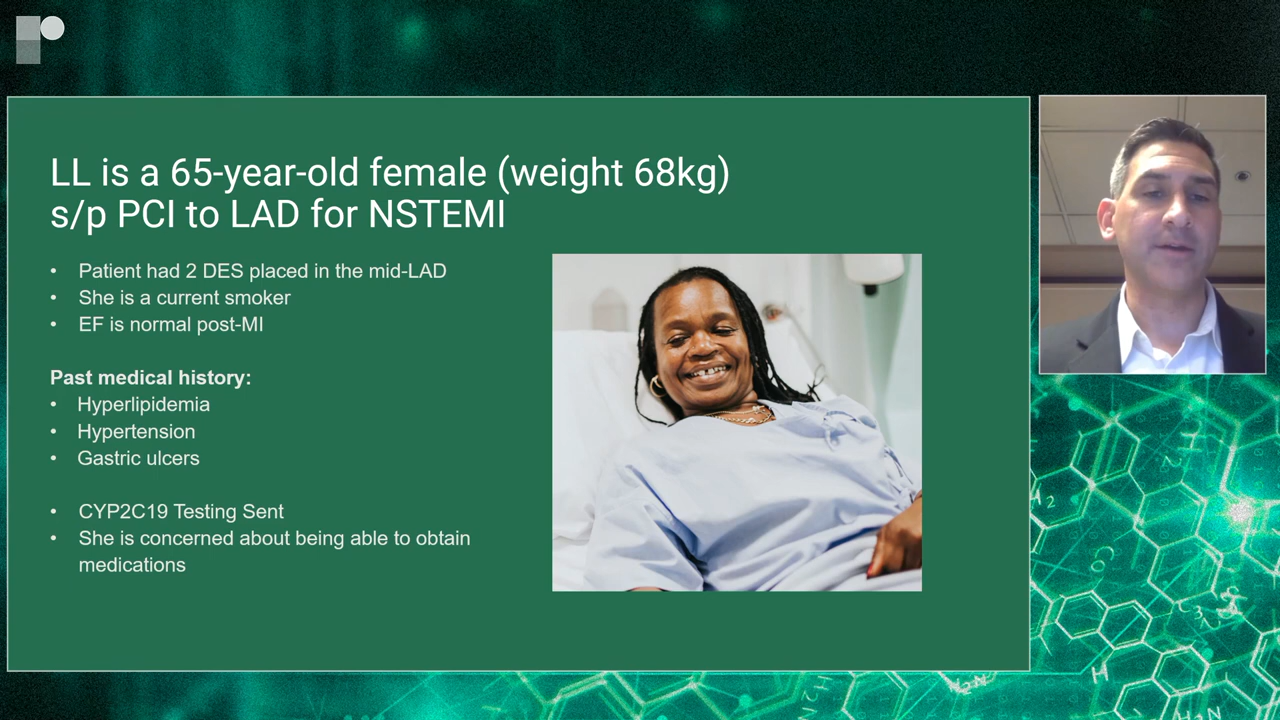 LL is a 65-year-old female (weight 68kg)
s/p PCI to LAD for NSTEMI
• Patient had 2 DES placed in the mid-LAD
• She is a current smoker
• EF is normal post-MI
Past medical history:
• Hyperlipidemia
• Hypertension
• Gastric ulcers
• CYP2C19 Testing Sent
• She is concerned about being able to obtain
medications